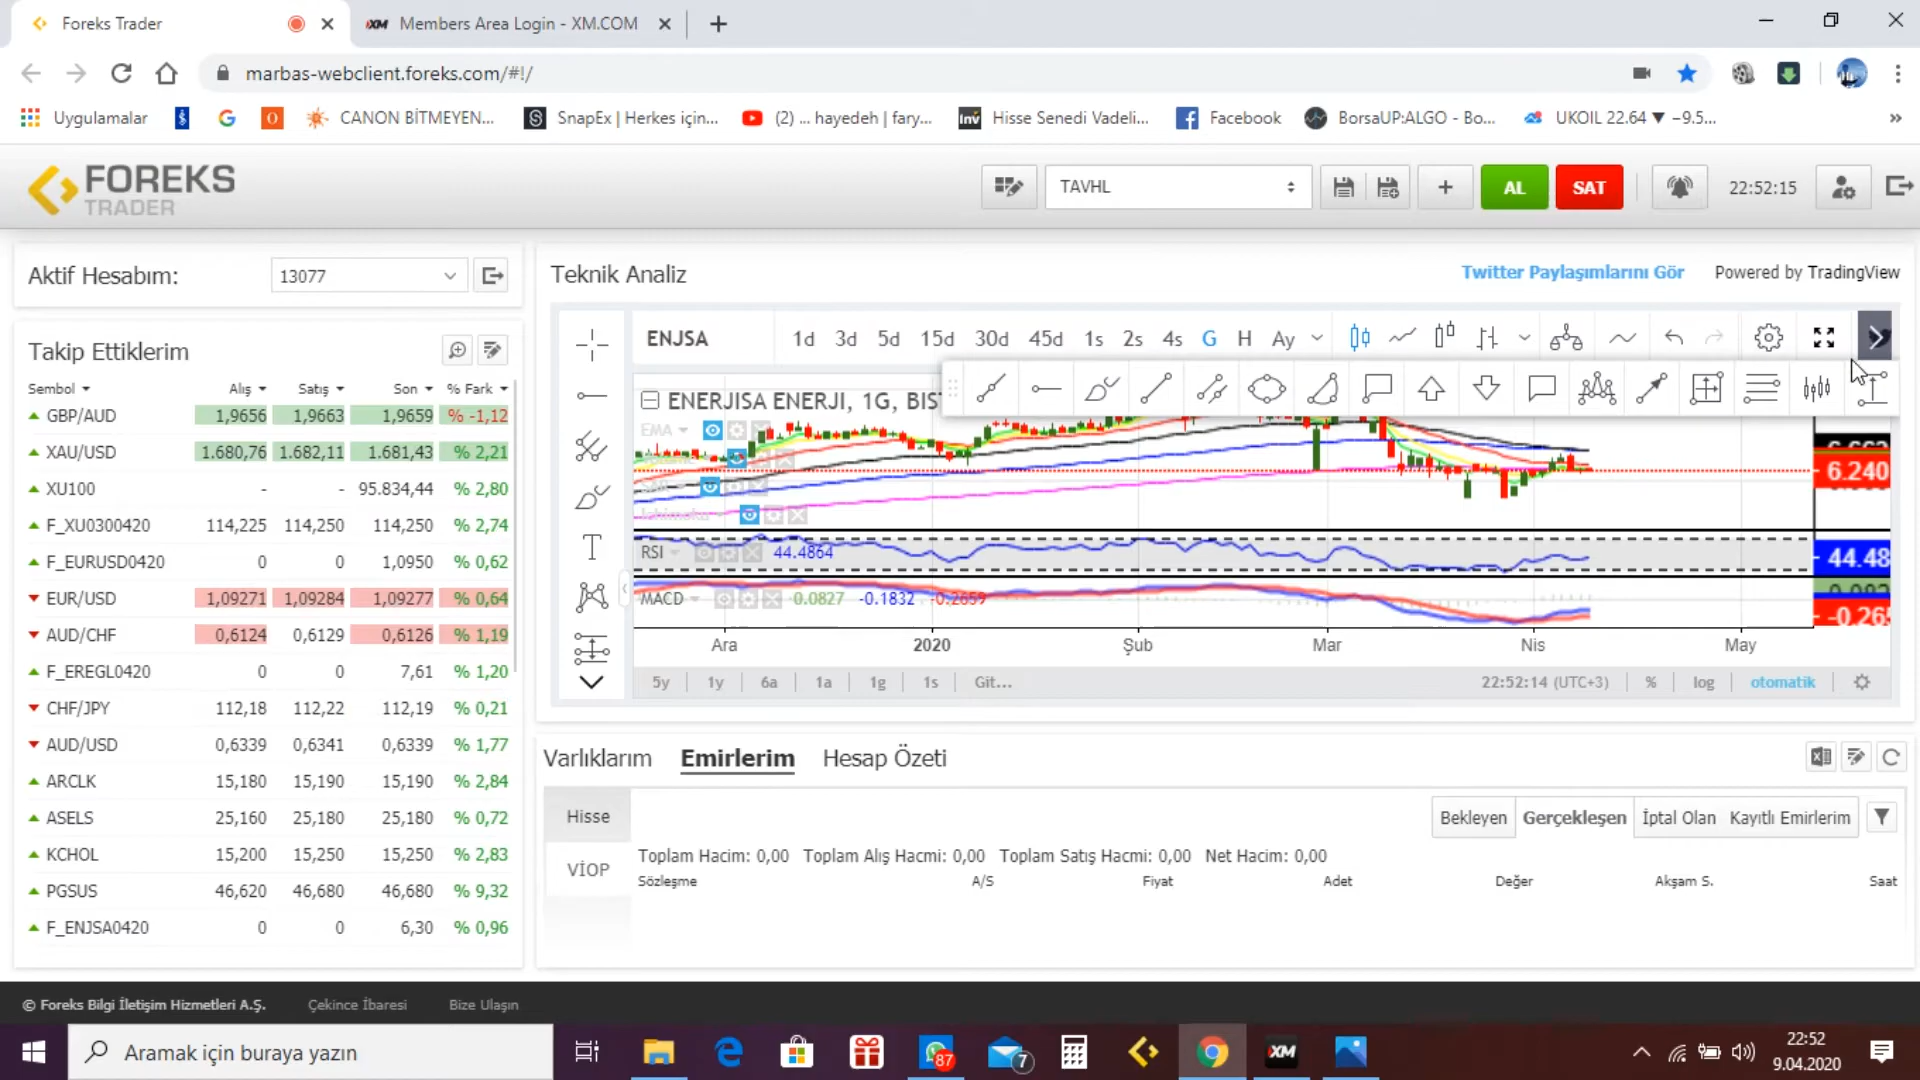 Foreks Trader
XM Members Area Login - XM.COM
marbas-webclient.foreks.com/#!/
Uygulamalar
CANON BİTMEYEN...
SnapEx | Herkes için...
(2) ... hayedeh | fary...
Inv Hisse Senedi Vadeli...
Facebook
BorsaUP:ALGO - Bo...
UKOIL 22.64 ▼ −9.5...
»
FOREKS
TRADER
TAVHL
AL
SAT
22:52:15
Aktif Hesabım:
13077
Takip Ettiklerim
Sembol Alış Satış Son % Fark
GBP/AUD 1,9656 1,9663 1,9659 % -1,12
XAU/USD 1.680,76 1.682,11 1.681,43 % 2,21
XU100 - - 95.834,44 % 2,80
F_XU0300420 114,225 114,250 114,250 % 2,74
F_EURUSD0420 0 0 1,0950 % 0,62
EUR/USD 1,09271 1,09284 1,09277 % 0,64
AUD/CHF 0,6124 0,6129 0,6126 % 1,19
F_EREGL0420 0 0 7,61 % 1,20
CHF/JPY 112,18 112,22 112,19 % 0,21
AUD/USD 0,6339 0,6341 0,6339 % 1,77
ARCLK 15,180 15,190 15,190 % 2,84
ASELS 25,160 25,180 25,180 % 0,72
KCHOL 15,200 15,250 15,250 % 2,83
PGSUS 46,620 46,680 46,680 % 9,32
F_ENJSA0420 0 0 6,30 % 0,96
Teknik Analiz
Twitter Paylaşımlarını Gör
Powered by TradingView
ENJSA
1d 3d 5d 15d 30d 45d 1s 2s 4s G H Ay
ENERJISA ENERJI, 1G, BIS
EMA
6.240
RSI 44.4864
44.48
MACD 0.0827 -0.1832 -0.2659
-0.265
Ara 2020 Şub Mar Nis May
5y 1y 6a 1a 1g 1s Git...
22:52:14 (UTC+3) % log otomatik
Varlıklarım Emirlerim Hesap Özeti
Hisse
VİOP
Bekleyen Gerçekleşen İptal Olan Kayıtlı Emirlerim
Toplam Hacim: 0,00 Toplam Alış Hacmi: 0,00 Toplam Satış Hacmi: 0,00 Net Hacim: 0,00
Sözleşme A/S Fiyat Adet Değer Akşam S. Saat
© Foreks Bilgi İletişim Hizmetleri A.Ş.
Çekince İbaresi
Bize Ulaşın
Aramak için buraya yazın
87
7
XM
22:52
9.04.2020